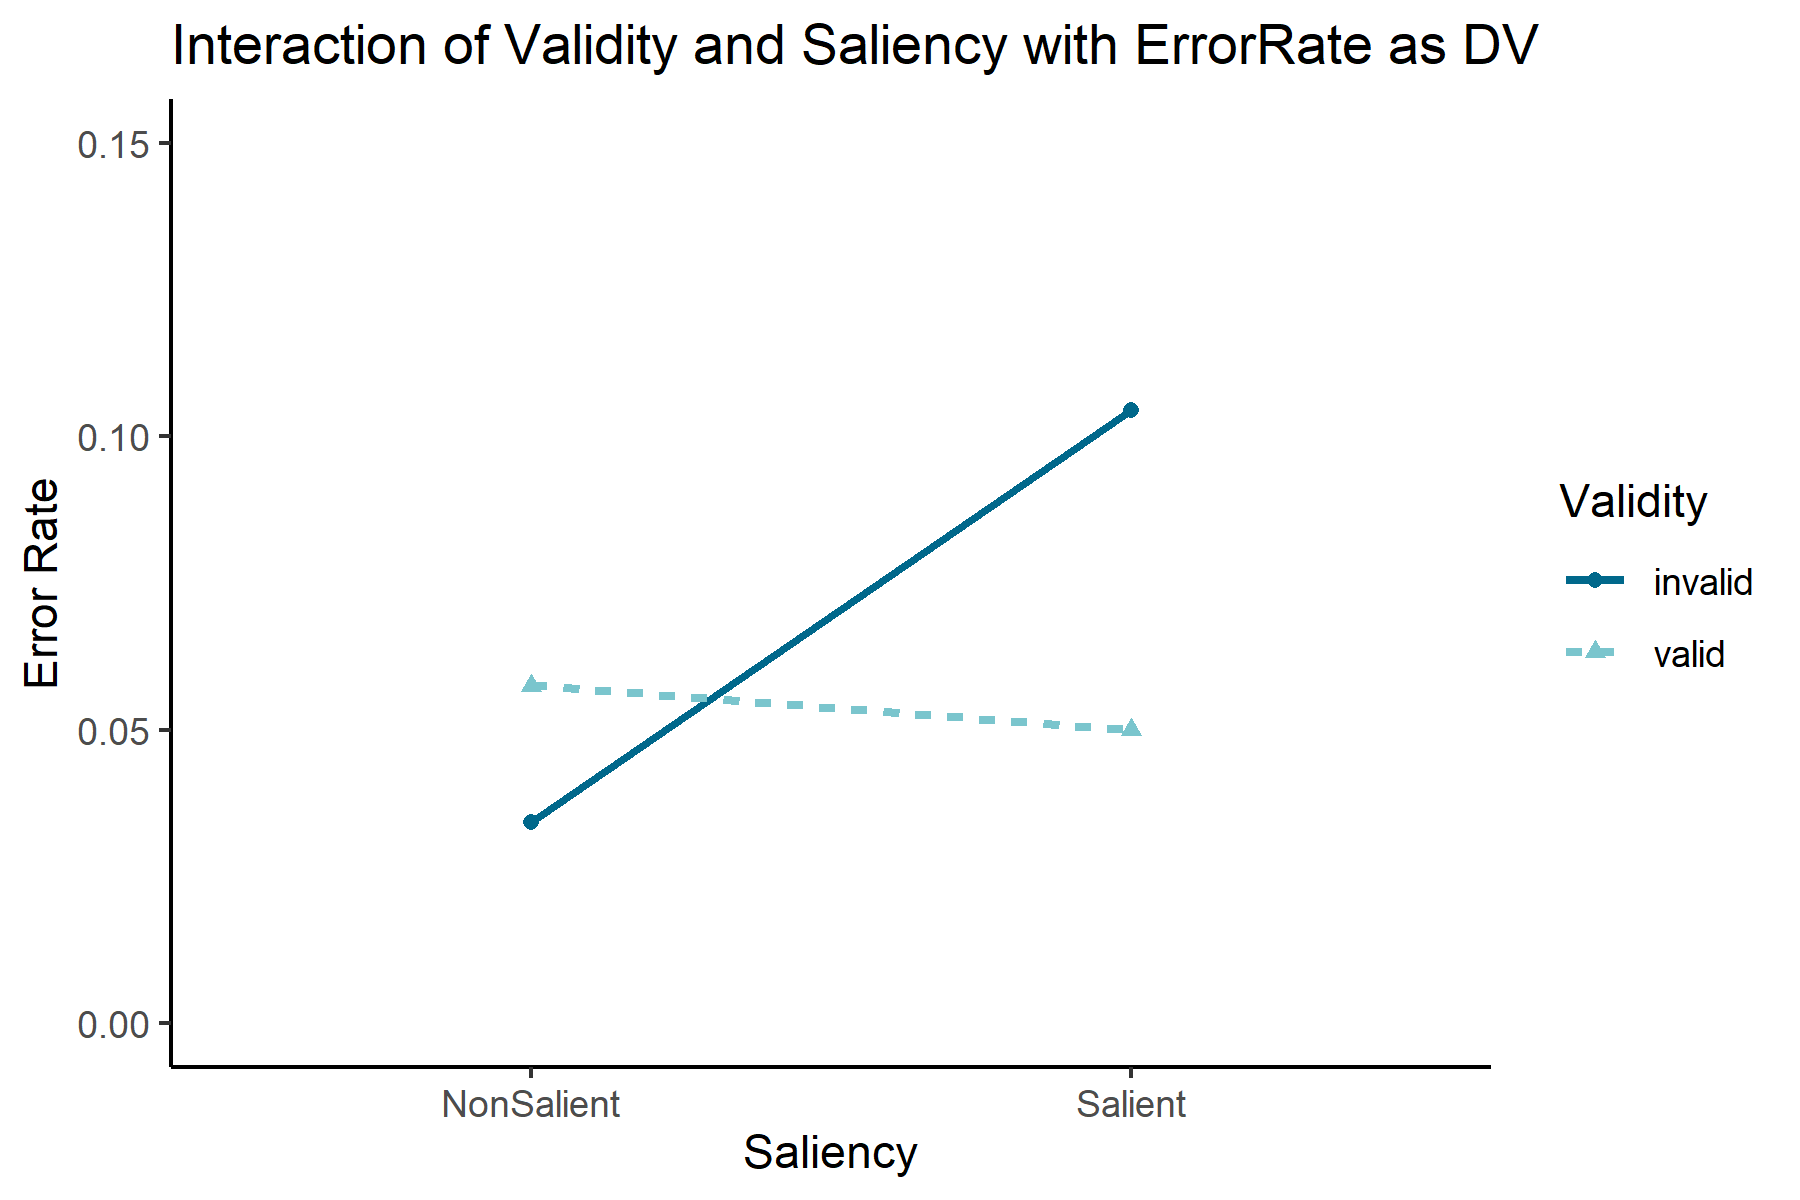 Interaction of Validity and Saliency with ErrorRate as DV
0.15
0.10
0.05
0.00
Error Rate
NonSalient
Salient
Saliency
Validity
invalid
valid